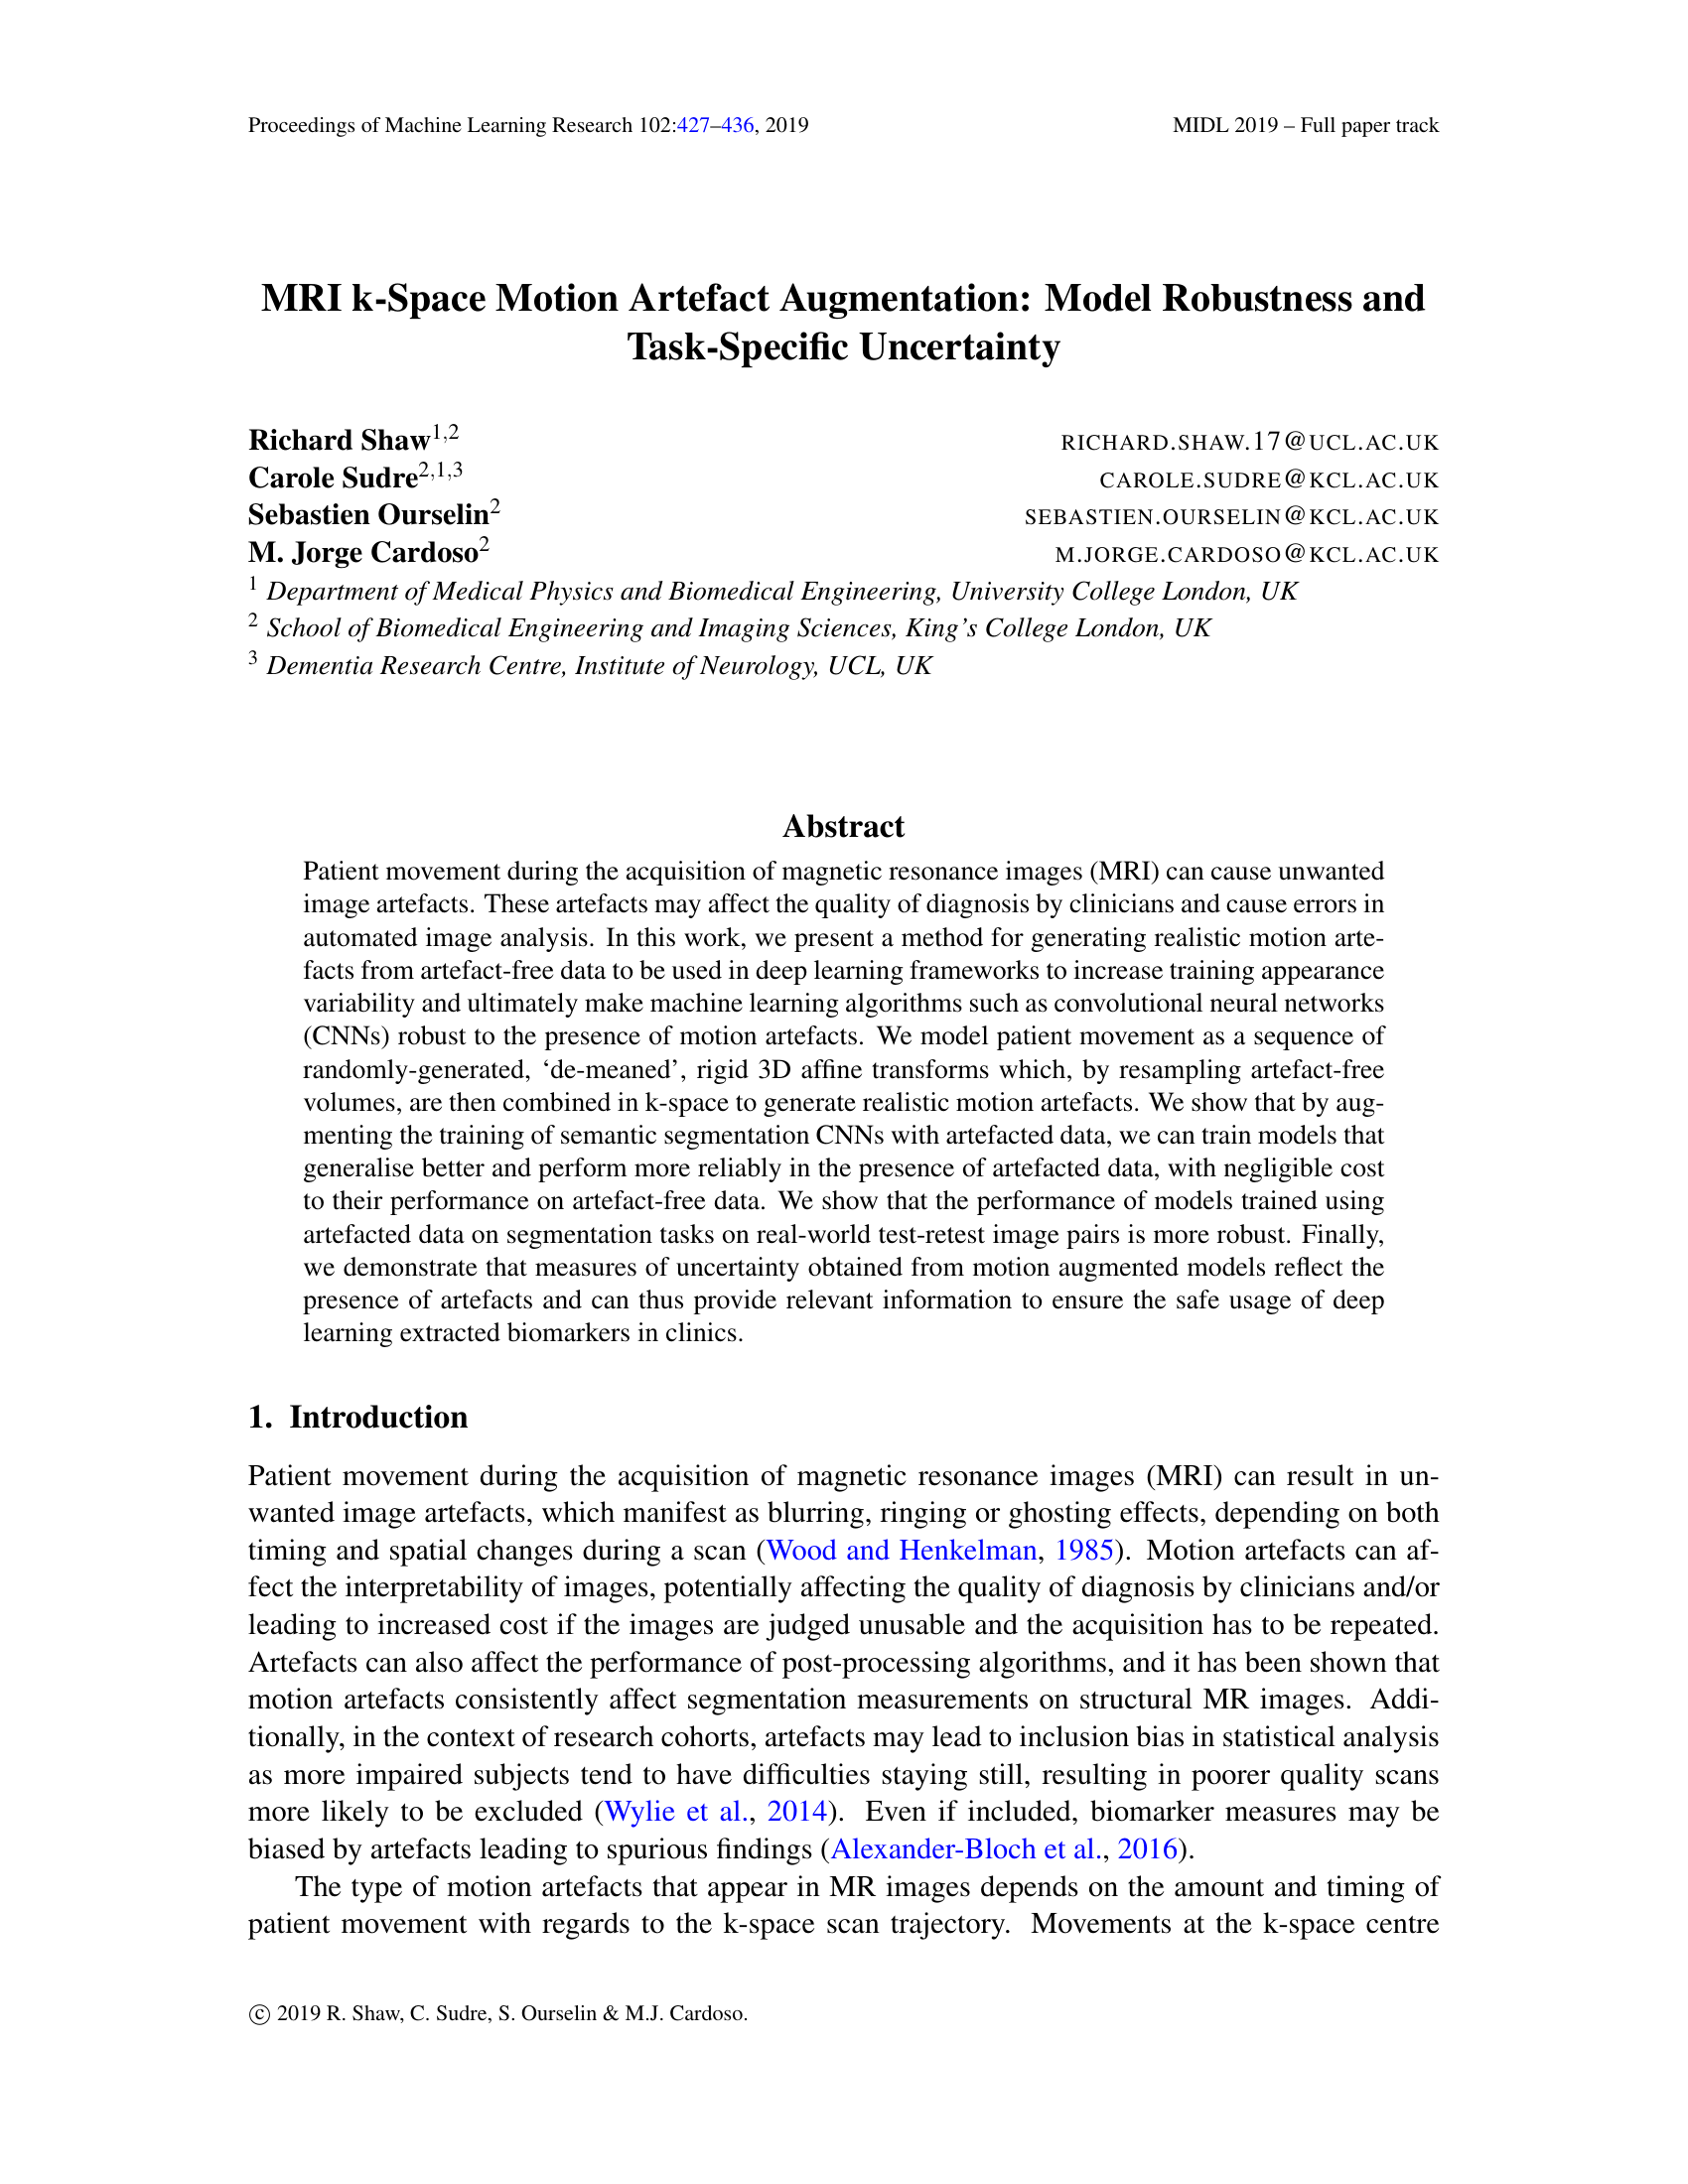 Proceedings of Machine Learning Research 102:427–436, 2019 MIDL 2019 – Full paper track
MRI k-Space Motion Artefact Augmentation: Model Robustness and
Task-Specific Uncertainty
Richard Shaw1,2 RICHARD.SHAW.17@UCL.AC.UK
Carole Sudre2,1,3 CAROLE.SUDRE@KCL.AC.UK
Sebastien Ourselin2 SEBASTIEN.OURSELIN@KCL.AC.UK
M. Jorge Cardoso2 M.JORGE.CARDOSO@KCL.AC.UK
1 Department of Medical Physics and Biomedical Engineering, University College London, UK
2 School of Biomedical Engineering and Imaging Sciences, King's College London, UK
3 Dementia Research Centre, Institute of Neurology, UCL, UK
Abstract
Patient movement during the acquisition of magnetic resonance images (MRI) can cause unwanted
image artefacts. These artefacts may affect the quality of diagnosis by clinicians and cause errors in
automated image analysis. In this work, we present a method for generating realistic motion arte-
facts from artefact-free data to be used in deep learning frameworks to increase training appearance
variability and ultimately make machine learning algorithms such as convolutional neural networks
(CNNs) robust to the presence of motion artefacts. We model patient movement as a sequence of
randomly-generated, ‘de-meaned’, rigid 3D affine transforms which, by resampling artefact-free
volumes, are then combined in k-space to generate realistic motion artefacts. We show that by aug-
menting the training of semantic segmentation CNNs with artefacted data, we can train models that
generalise better and perform more reliably in the presence of artefacted data, with negligible cost
to their performance on artefact-free data. We show that the performance of models trained using
artefacted data on segmentation tasks on real-world test-retest image pairs is more robust. Finally,
we demonstrate that measures of uncertainty obtained from motion augmented models reflect the
presence of artefacts and can thus provide relevant information to ensure the safe usage of deep
learning extracted biomarkers in clinics.
1. Introduction
Patient movement during the acquisition of magnetic resonance images (MRI) can result in un-
wanted image artefacts, which manifest as blurring, ringing or ghosting effects, depending on both
timing and spatial changes during a scan (Wood and Henkelman, 1985). Motion artefacts can af-
fect the interpretability of images, potentially affecting the quality of diagnosis by clinicians and/or
leading to increased cost if the images are judged unusable and the acquisition has to be repeated.
Artefacts can also affect the performance of post-processing algorithms, and it has been shown that
motion artefacts consistently affect segmentation measurements on structural MR images. Addi-
tionally, in the context of research cohorts, artefacts may lead to inclusion bias in statistical analysis
as more impaired subjects tend to have difficulties staying still, resulting in poorer quality scans
more likely to be excluded (Wylie et al., 2014). Even if included, biomarker measures may be
biased by artefacts leading to spurious findings (Alexander-Bloch et al., 2016).
The type of motion artefacts that appear in MR images depends on the amount and timing of
patient movement with regards to the k-space scan trajectory. Movements at the k-space centre
© 2019 R. Shaw, C. Sudre, S. Ourselin & M.J. Cardoso.